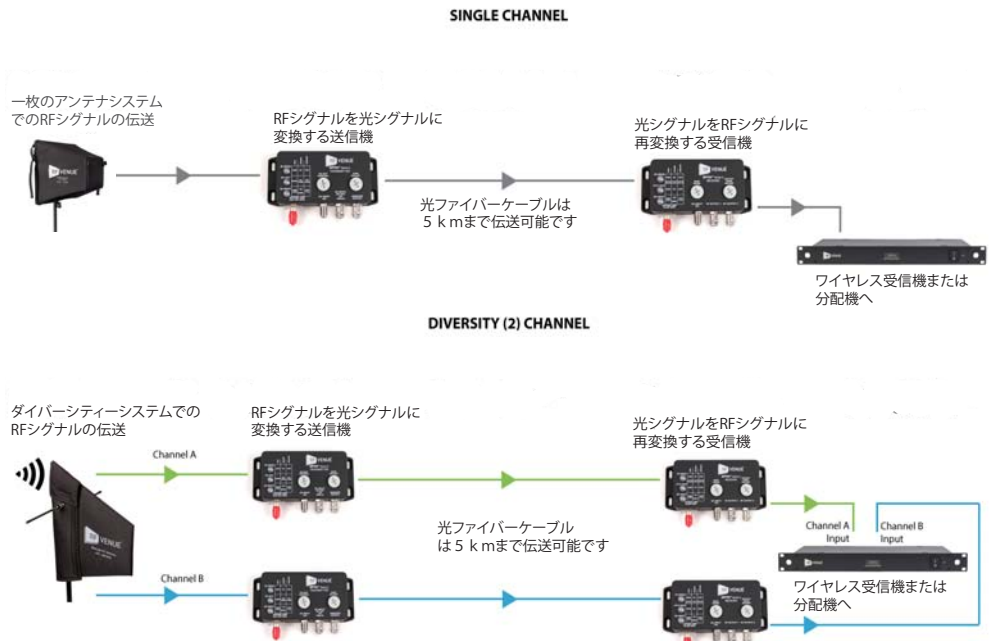 SINGLE CHANNEL
一枚のアンテナシステム
でのRFシグナルの伝送
RFシグナルを光シグナルに
変換する送信機
光シグナルをRFシグナルに
再変換する受信機
VENUE
VENUE
VENUE
光ファイバーケーブルは
５ｋｍまで伝送可能です
ワイヤレス受信機または
分配機へ
DIVERSITY (2) CHANNEL
ダイバーシティーシステムでの
RFシグナルの伝送
RFシグナルを光シグナルに
変換する送信機
光シグナルをRFシグナルに
再変換する受信機
Channel A
VENUE
VENUE
光ファイバーケーブル
は５ｋｍまで伝送可能です
Channel A
Input
Channel B
Input
VENUE
Channel B
VENUE
VENUE
ワイヤレス受信機または
分配機へ